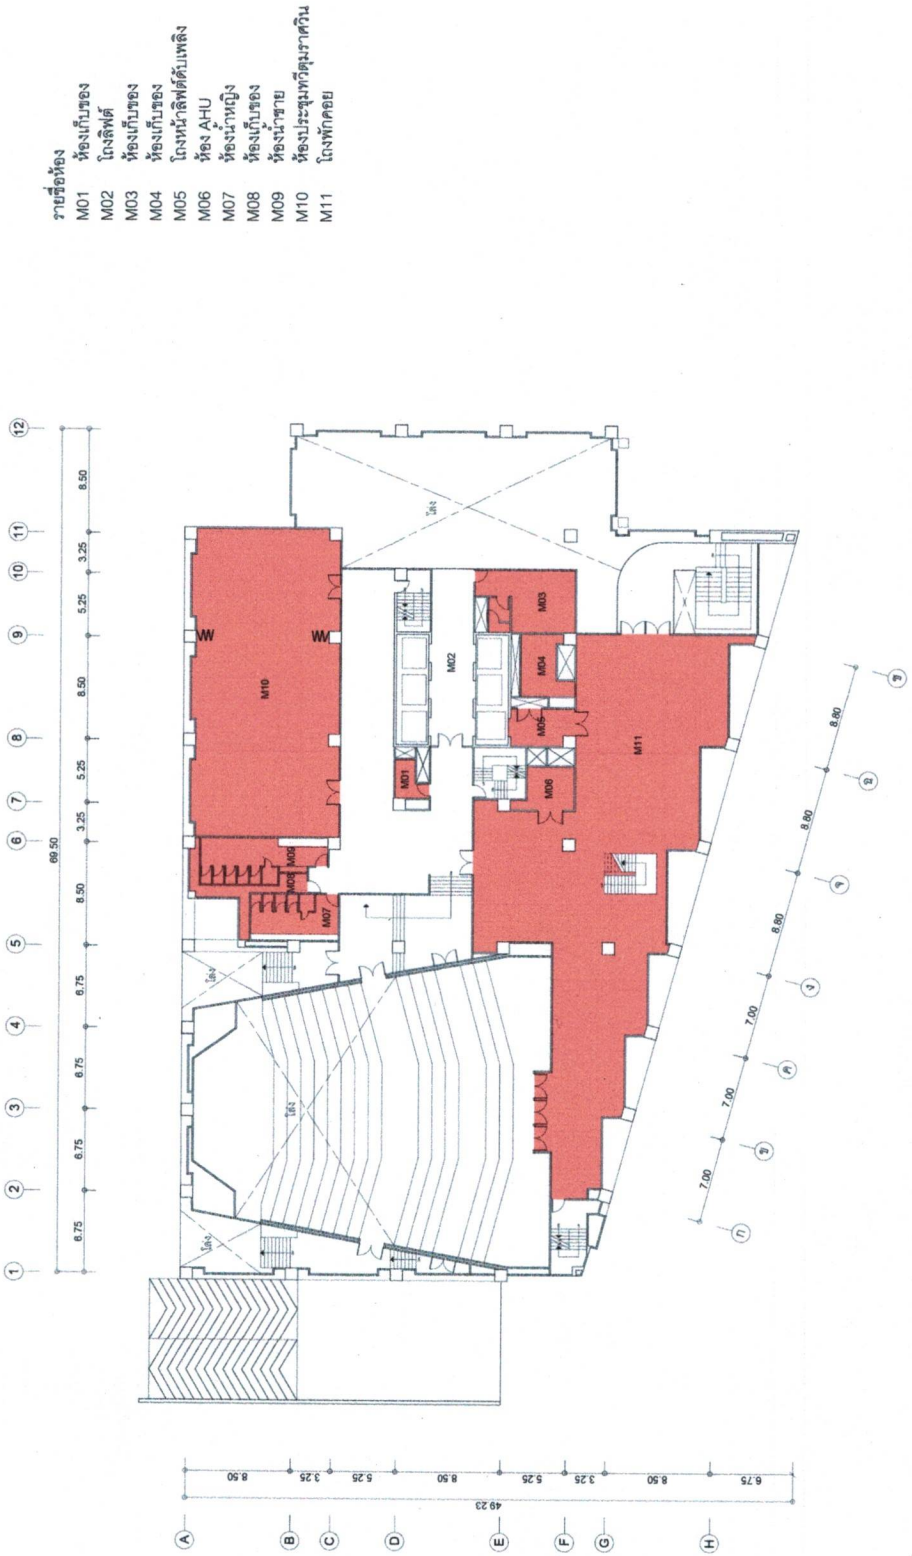 รายชื่อห้อง
M01 ห้องเก็บของ
M02 โถงลิฟต์
M03 ห้องเก็บของ
M04 ห้องเก็บของ
M05 โถงหน้าลิฟต์ดับเพลิง
M06 ห้อง AHU
M07 ห้องน้ำหญิง
M08 ห้องเก็บของ
M09 ห้องน้ำชาย
M10 ห้องประชุมทวีตุมราศวิน
M11 โถงพักคอย
1 2 3 4 5 6 7 8 9 10 11 12
69.50
6.75 6.75 6.75 6.75 8.50 3.25 5.25 8.50 5.25 3.25 8.50
A B C D E F G H
8.50 3.25 5.25 8.50 5.25 3.25 8.50 6.75
49.23
โถง
โถง
โถง
โถง
M10
M09
M08
M07
M01
M02
M03
M04
M05
M06
M11
7.00 7.00 7.00 8.80 8.80 8.80
ก ข ค ง จ ฉ ช